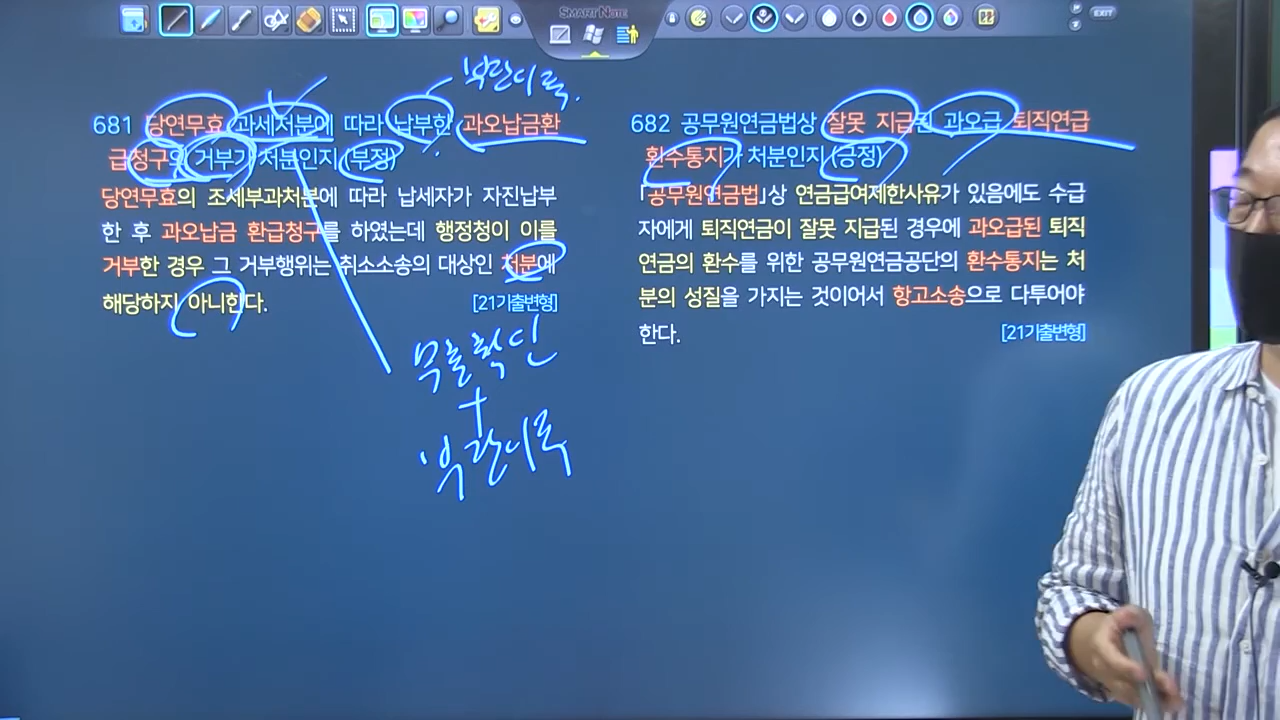 SMART NOTE
EXIT
부당이득.
681 당연무효 과세처분에 따라 납부한 과오납금환
급청구의 거부가 처분인지 (부정)
당연무효의 조세부과처분에 따라 납세자가 자진납부
한 후 과오납금 환급청구를 하였는데 행정청이 이를
거부한 경우 그 거부행위는 취소소송의 대상인 처분에
해당하지 아니한다.
[21기출변형]
무효확인
+
부당이득
682 공무원연금법상 잘못 지급된 과오급 퇴직연급
환수통지가 처분인지 (긍정)
「공무원연금법」상 연금급여제한사유가 있음에도 수급
자에게 퇴직연금이 잘못 지급된 경우에 과오급된 퇴직
연금의 환수를 위한 공무원연금공단의 환수통지는 처
분의 성질을 가지는 것이어서 항고소송으로 다투어야
한다.
[21기출변형]